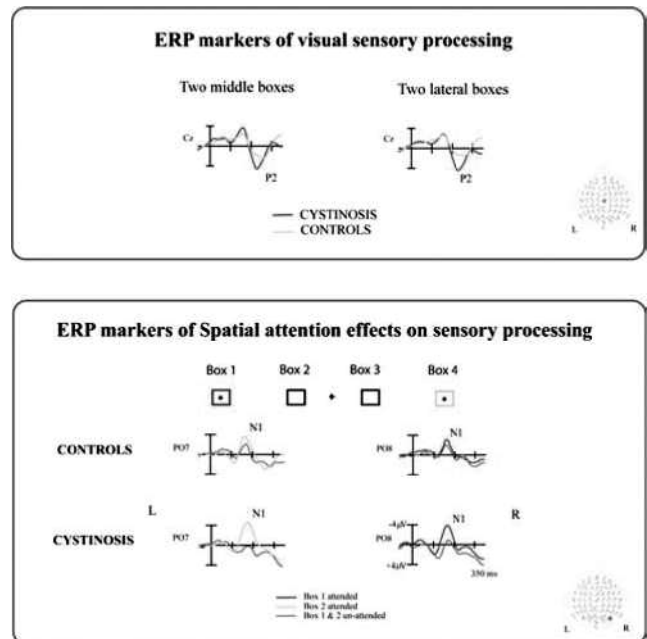 ERP markers of visual sensory processing
Two middle boxes
Two lateral boxes
Cz
Cz
P2
P2
CYSTINOSIS
CONTROLS
L R
ERP markers of Spatial attention effects on sensory processing
Box 1 Box 2 Box 3 Box 4
CONTROLS
PO7
N1
PO8
N1
L
R
CYSTINOSIS
PO7
N1
PO8
-4µV
N1
+4µV
350 ms
Box 1 attended
Box 2 attended
Box 1 & 2 un-attended
L R